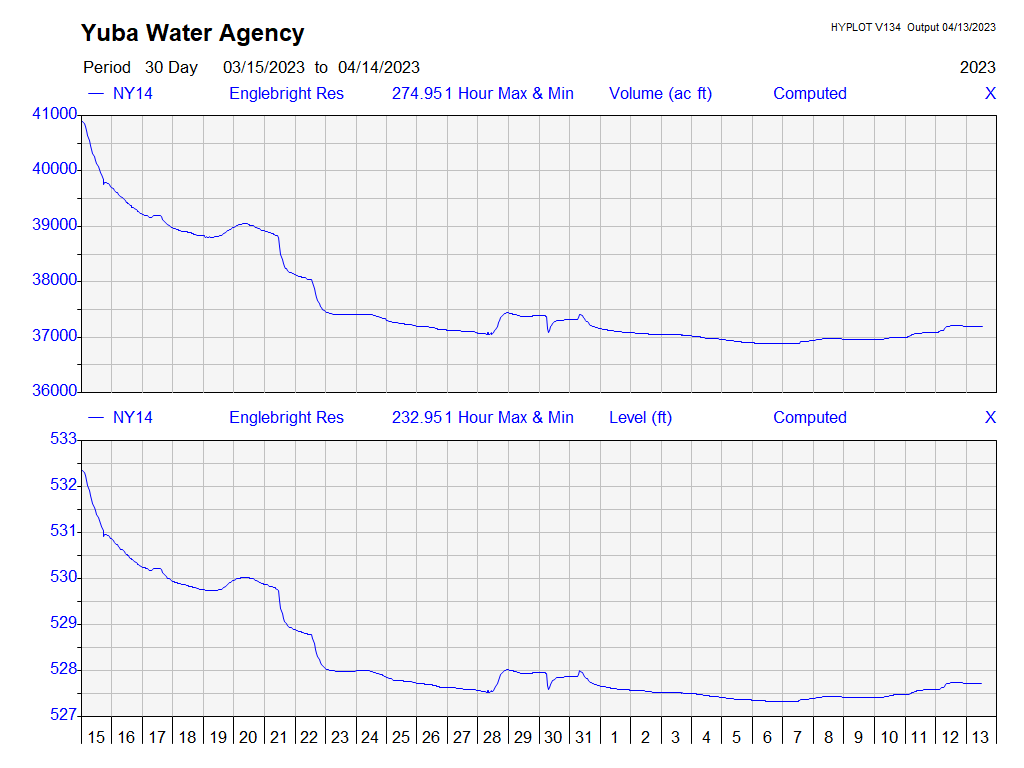 Yuba Water Agency
HYPLOT V134 Output 04/13/2023
Period 30 Day 03/15/2023 to 04/14/2023 2023
NY14 Englebright Res 274.951 Hour Max & Min Volume (ac ft) Computed X
41000
40000
39000
38000
37000
36000
NY14 Englebright Res 232.951 Hour Max & Min Level (ft) Computed X
533
532
531
530
529
528
527
15 16 17 18 19 20 21 22 23 24 25 26 27 28 29 30 31 1 2 3 4 5 6 7 8 9 10 11 12 13